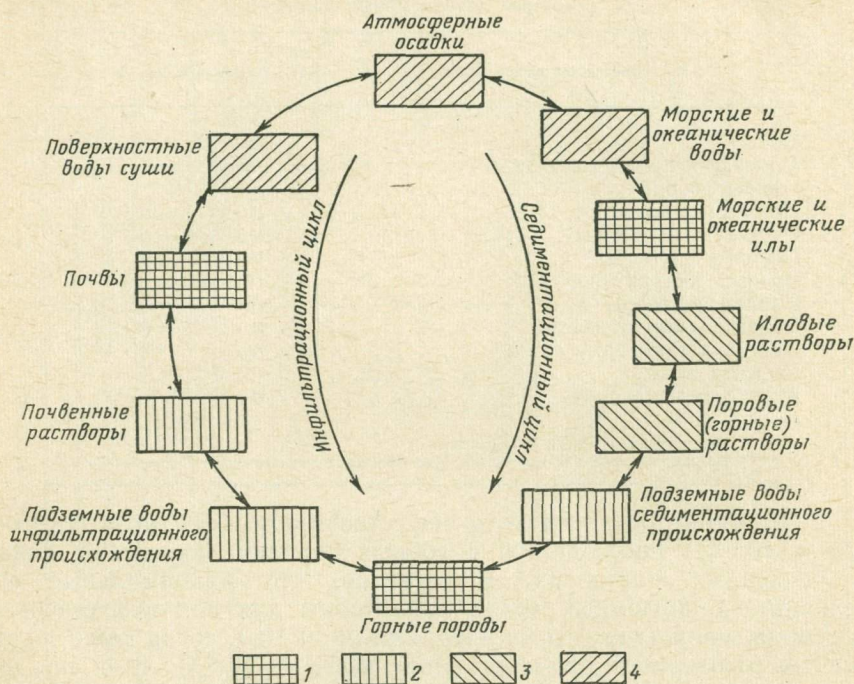 Атмосферные
осадки
Поверхностные
воды суши
Морские и
океанические
воды
Морские и
океанические
илы
Почвы
Инфильтрационный цикл
Седиментационный цикл
Иловые
растворы
Почвенные
растворы
Поровые
(горные)
растворы
Подземные воды
инфильтрационного
происхождения
Подземные воды
седиментационного
происхождения
Горные породы
1 2 3 4